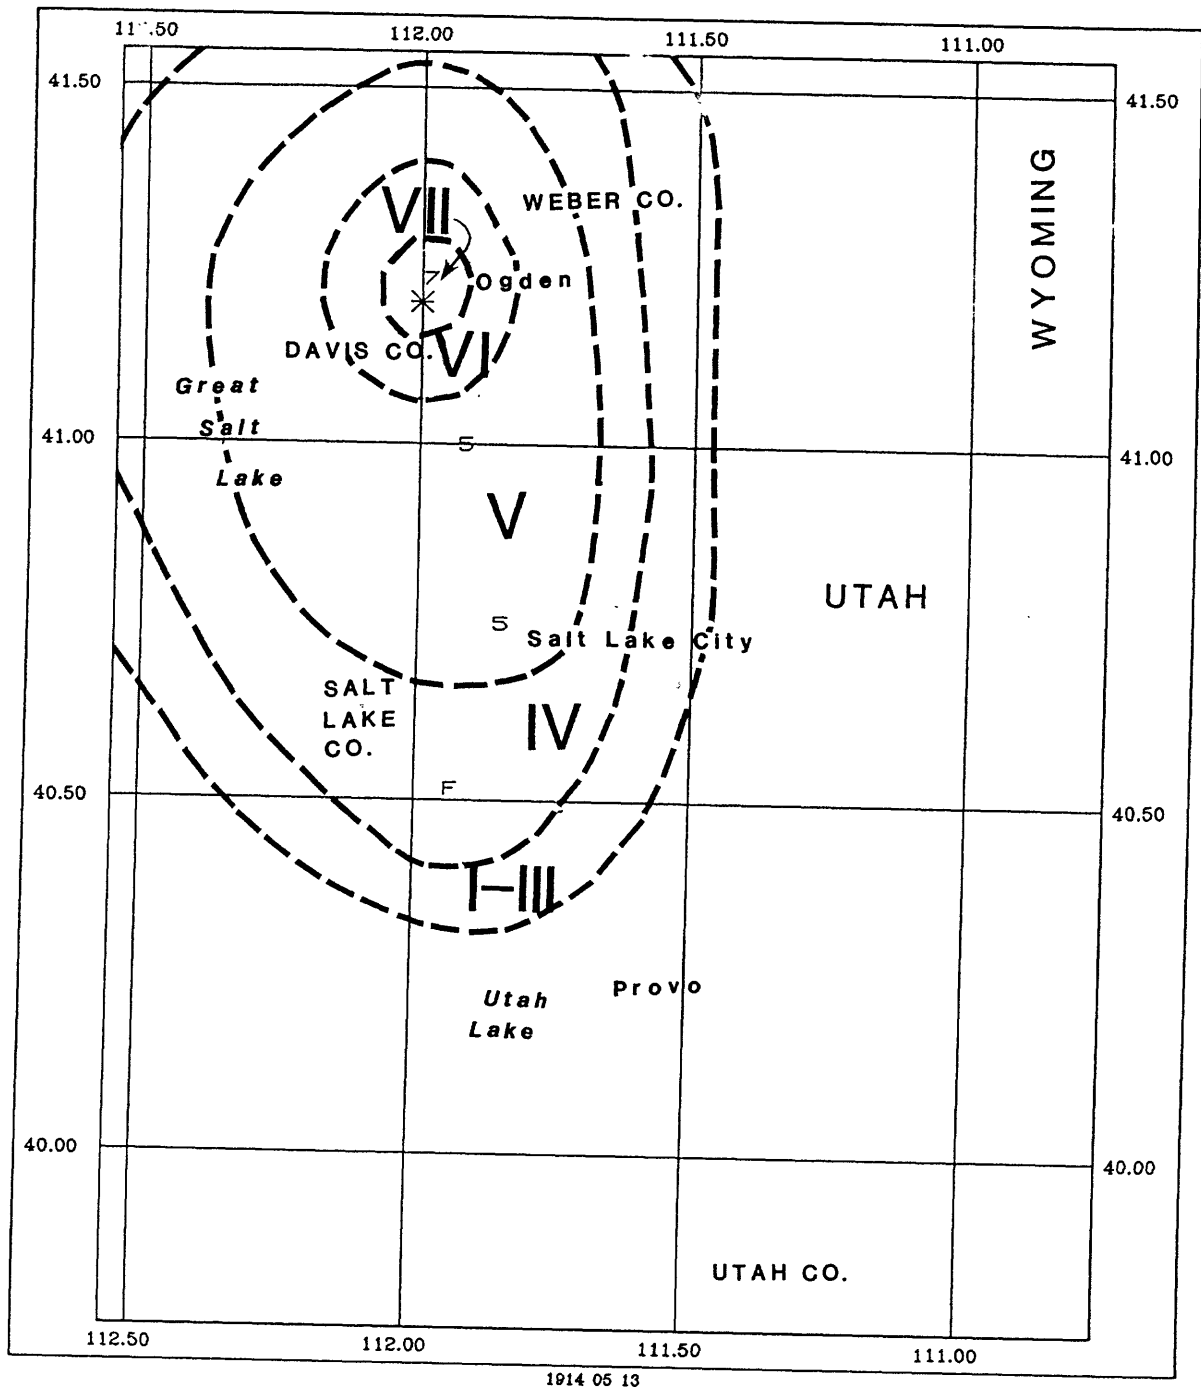 112.00 111.50 111.00
41.50 41.50
WYOMING
VII
WEBER CO.
7
Ogden
DAVIS CO.
VI
Great
Salt
Lake
41.00 41.00
5
V
UTAH
5
Salt Lake City
SALT
LAKE
CO.
IV
F
40.50 40.50
I–III
Provo
Utah
Lake
40.00 40.00
UTAH CO.
112.50 112.00 111.50 111.00
1914 05 13